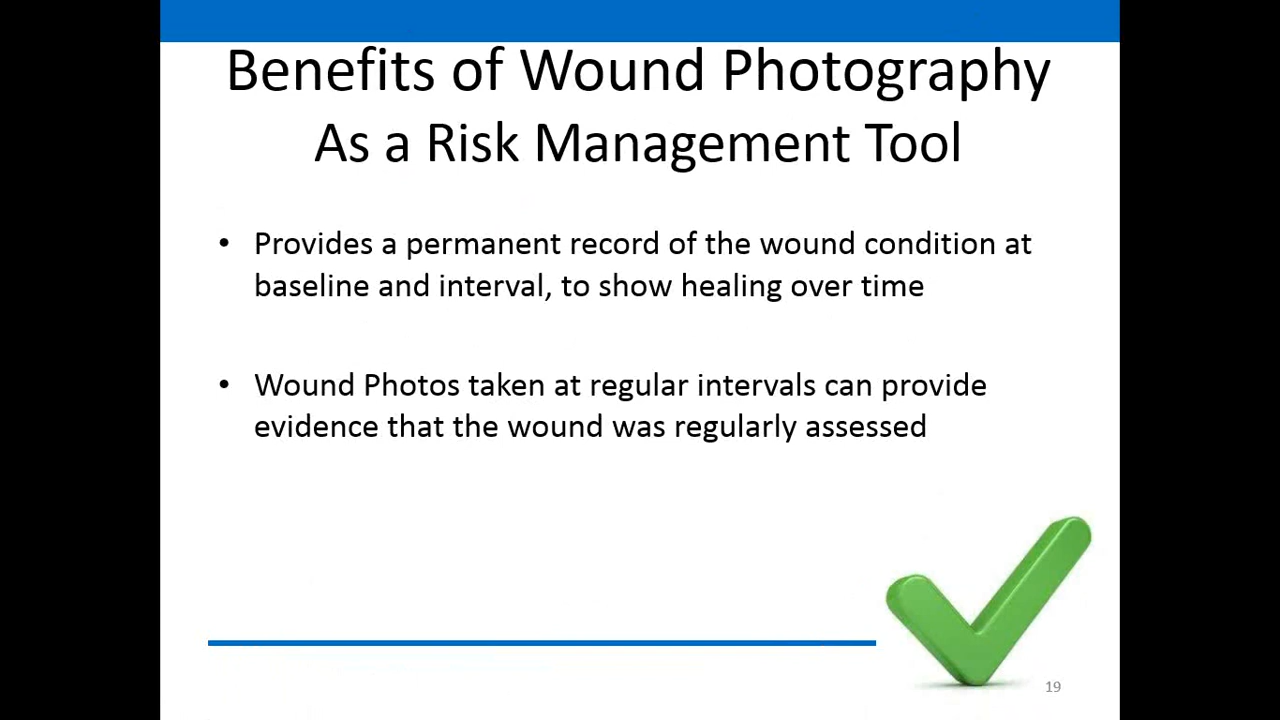 Benefits of Wound Photography
As a Risk Management Tool
• Provides a permanent record of the wound condition at
baseline and interval, to show healing over time
• Wound Photos taken at regular intervals can provide
evidence that the wound was regularly assessed
19